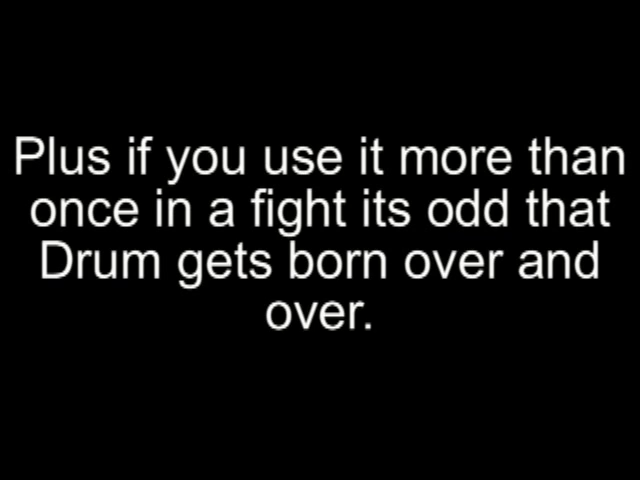 Plus if you use it more than
once in a fight its odd that
Drum gets born over and
over.